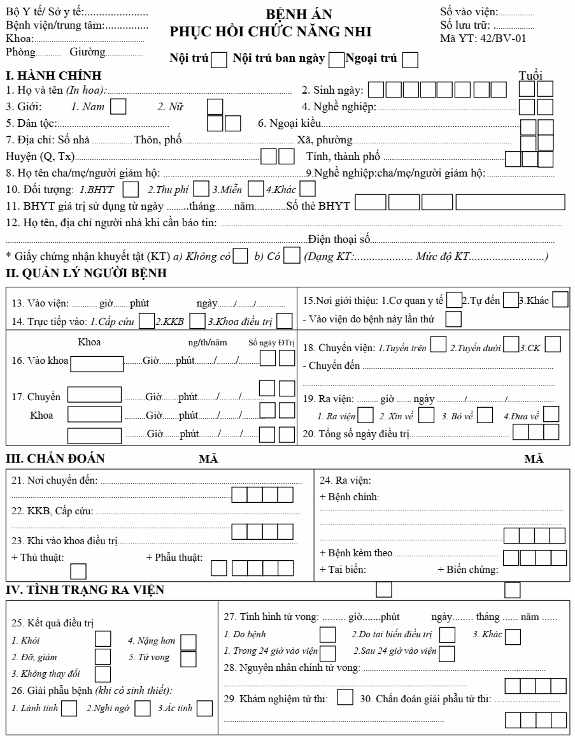 Bộ Y tế/ Sở y tế:.................
Bệnh viện/trung tâm:...............
Khoa:..............................
Phòng............ Giường................
BỆNH ÁN
PHỤC HỒI CHỨC NĂNG NHI
Số vào viện:................
Số lưu trữ: ..................
Mã YT: 42/BV-01
Nội trú Nội trú ban ngày Ngoại trú
I. HÀNH CHÍNH Tuổi
1. Họ và tên (In hoa):............ 2. Sinh ngày:
3. Giới: 1. Nam 2. Nữ 4. Nghề nghiệp:............
5. Dân tộc:............ 6. Ngoại kiều............
7. Địa chỉ: Số nhà ............ Thôn, phố............ Xã, phường
Huyện (Q, Tx)............ Tỉnh, thành phố ............
8. Họ tên cha/mẹ/người giám hộ: ............ 9.Nghề nghiệp:cha/mẹ/người giám hộ:............
10. Đối tượng: 1.BHYT 2.Thu phí 3.Miễn 4.Khác
11. BHYT giá trị sử dụng từ ngày .......tháng......năm............Số thẻ BHYT
12. Họ tên, địa chỉ người nhà khi cần báo tin: ............
............Điện thoại số............
* Giấy chứng nhận khuyết tật (KT) a) Không có b) Có (Dạng KT:.................. Mức độ KT........................)
II. QUẢN LÝ NGƯỜI BỆNH
13. Vào viện: ......... giờ......phút ngày....../....../.........
14. Trực tiếp vào: 1.Cấp cứu 2.KKB 3.Khoa điều trị
15.Nơi giới thiệu: 1.Cơ quan y tế 2.Tự đến 3.Khác
- Vào viện do bệnh này lần thứ
Khoa ng/th/năm Số ngày ĐTrị
16. Vào khoa ......Giờ......phút....../....../......
17. Chuyển ......Giờ......phút....../....../......
Khoa ......Giờ......phút....../....../......
......Giờ......phút....../....../......
18. Chuyển viện: 1.Tuyến trên 2.Tuyến dưới 3.CK
- Chuyển đến ............
19. Ra viện: ........ giờ ..... ngày ......../......../............
1. Ra viện 2. Xin về 3. Bỏ về 4.Đưa về
20. Tổng số ngày điều trị............
III. CHẨN ĐOÁN MÃ MÃ
21. Nơi chuyển đến: ............
22. KKB, Cấp cứu:............
23. Khi vào khoa điều trị............
+ Thủ thuật: + Phẫu thuật:
24. Ra viện:
+ Bệnh chính:
+ Bệnh kèm theo............
+ Tai biến: + Biến chứng:
IV. TÌNH TRẠNG RA VIỆN
25. Kết quả điều trị
1. Khỏi 4. Nặng hơn
2. Đỡ, giảm 5. Tử vong
3. Không thay đổi
26. Giải phẫu bệnh (khi có sinh thiết):
1. Lành tính 2.Nghi ngờ 3.Ác tính
27. Tình hình tử vong: ......... giờ......phút ngày....... tháng ...... năm ......
1. Do bệnh 2.Do tai biến điều trị 3. Khác
1. Trong 24 giờ vào viện 2.Sau 24 giờ vào viện
28. Nguyên nhân chính tử vong:............
29. Khám nghiệm tử thi: 30. Chẩn đoán giải phẫu tử thi: ............